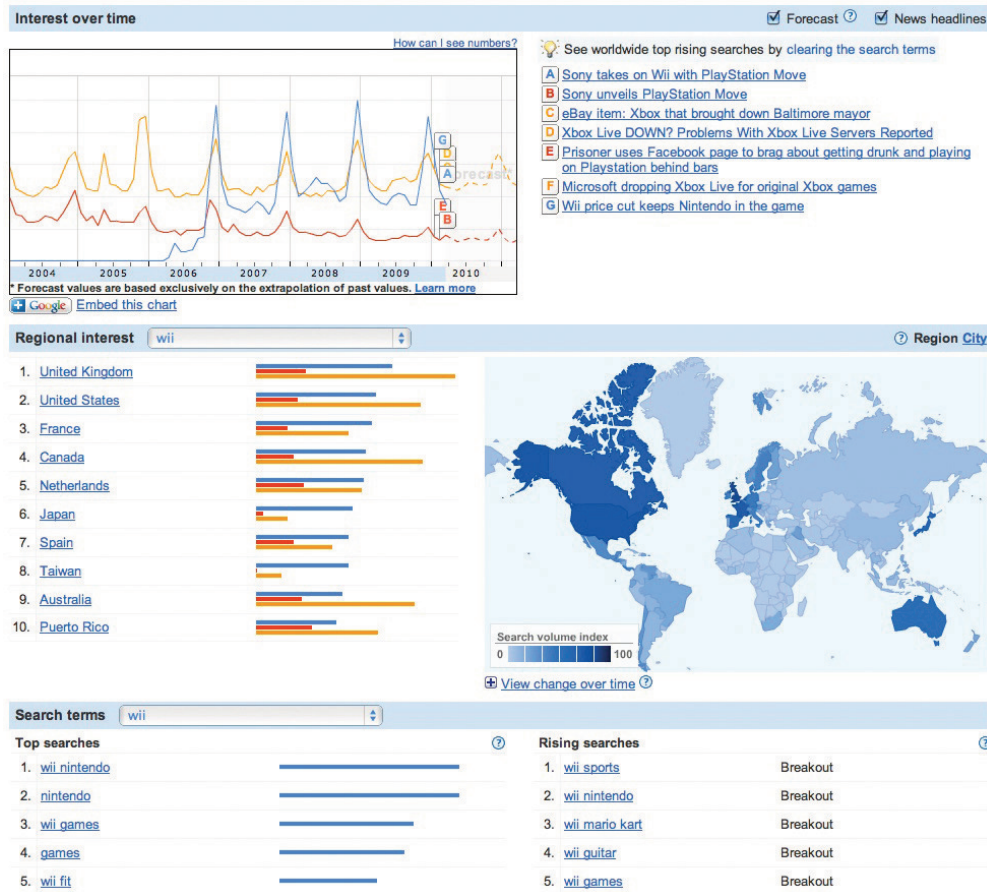 Interest over time
Forecast ?
News headlines
How can I see numbers?
See worldwide top rising searches by clearing the search terms
A Sony takes on Wii with PlayStation Move
B Sony unveils PlayStation Move
C eBay item: Xbox that brought down Baltimore mayor
D Xbox Live DOWN? Problems With Xbox Live Servers Reported
E Prisoner uses Facebook page to brag about getting drunk and playing
on Playstation behind bars
F Microsoft dropping Xbox Live for original Xbox games
G Wii price cut keeps Nintendo in the game
G
D
A
E
B
2004 2005 2006 2007 2008 2009 2010
* Forecast values are based exclusively on the extrapolation of past values. Learn more
+ Google Embed this chart
Regional interest wii
? Region City
1. United Kingdom
2. United States
3. France
4. Canada
5. Netherlands
6. Japan
7. Spain
8. Taiwan
9. Australia
10. Puerto Rico
Search volume index
0 100
View change over time ?
Search terms wii
Top searches ?
1. wii nintendo
2. nintendo
3. wii games
4. games
5. wii fit
Rising searches ?
1. wii sports Breakout
2. wii nintendo Breakout
3. wii mario kart Breakout
4. wii guitar Breakout
5. wii games Breakout